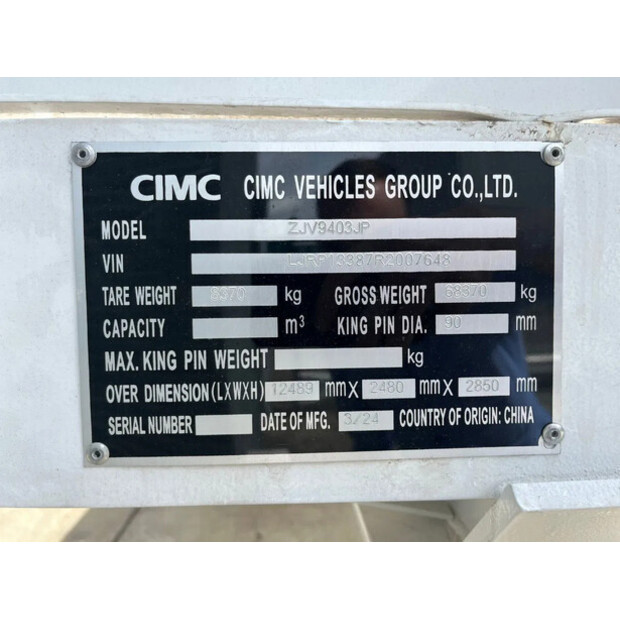 CIMC CIMC VEHICLES GROUP CO.,LTD.
MODEL ZJV9403JP
VIN
TARE WEIGHT kg GROSS WEIGHT 68370 kg
CAPACITY m³ KING PIN DIA. 90 mm
MAX. KING PIN WEIGHT kg
OVER DIMENSION(LXWXH) 12489 mm X 2480 mm X 2850 mm
SERIAL NUMBER DATE OF MFG. 3/24 COUNTRY OF ORIGIN: CHINA